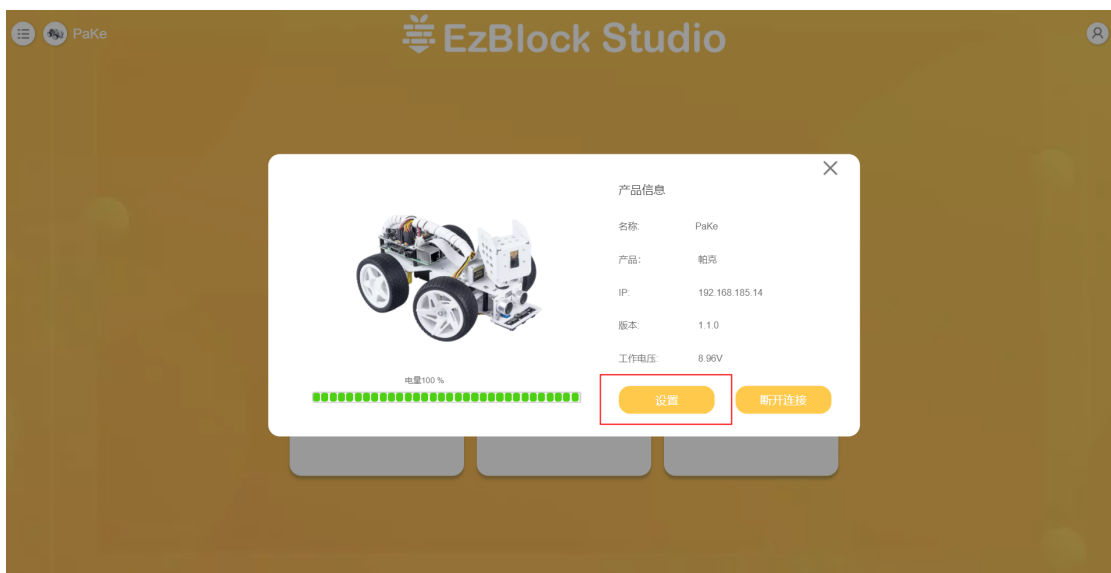 PaKe
EzBlock Studio
产品信息
名称: PaKe
产品: 帕克
IP: 192.168.185.14
版本: 1.1.0
工作电压: 8.96V
电量100 %
设置
断开连接